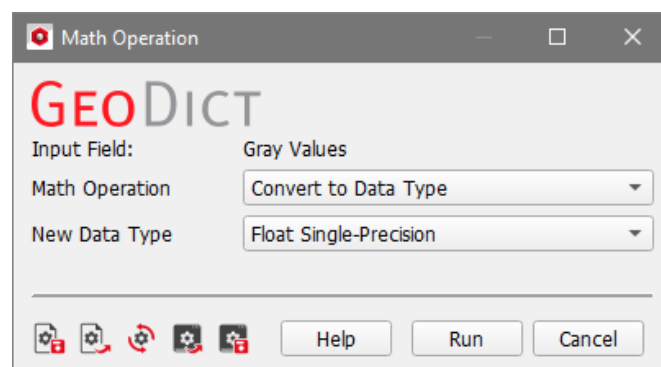 Math Operation
GEODICT
Input Field: Gray Values
Math Operation Convert to Data Type
New Data Type Float Single-Precision
Help Run Cancel